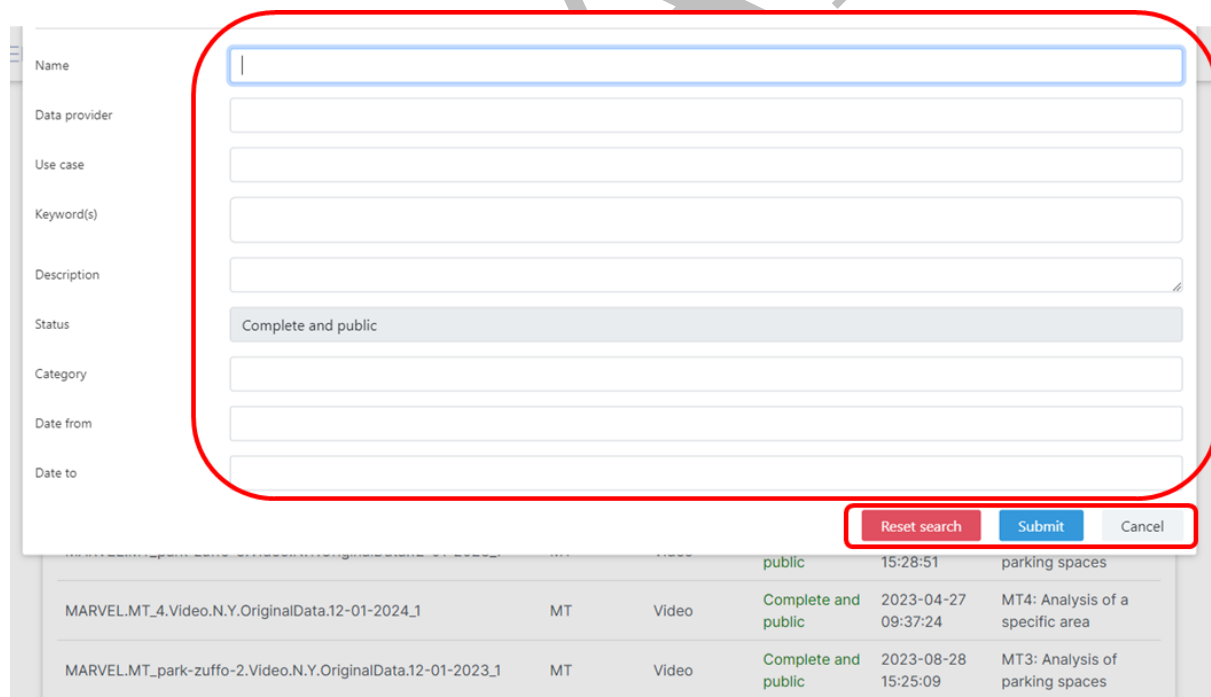 Name
Data provider
Use case
Keyword(s)
Description
Status Complete and public
Category
Date from
Date to
Reset search Submit Cancel
public 15:28:51 parking spaces
MARVEL.MT_4.Video.N.Y.OriginalData.12-01-2024_1 MT Video Complete and 2023-04-27 MT4: Analysis of a
public 09:37:24 specific area
MARVEL.MT_park-zuffo-2.Video.N.Y.OriginalData.12-01-2023_1 MT Video Complete and 2023-08-28 MT3: Analysis of
public 15:25:09 parking spaces